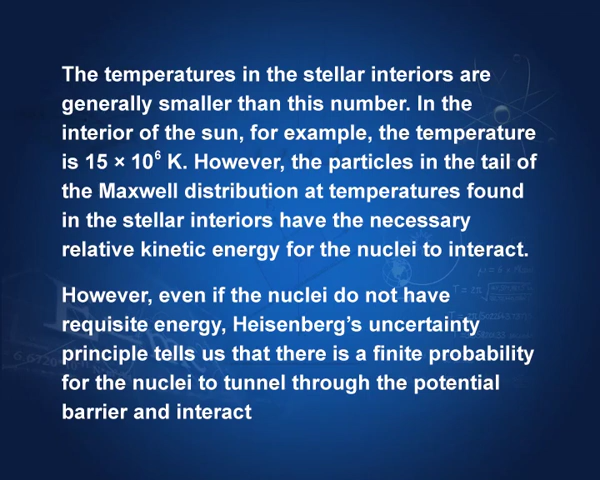 The temperatures in the stellar interiors are
generally smaller than this number. In the
interior of the sun, for example, the temperature
is 15 × 10⁶ K. However, the particles in the tail of
the Maxwell distribution at temperatures found
in the stellar interiors have the necessary
relative kinetic energy for the nuclei to interact.
However, even if the nuclei do not have
requisite energy, Heisenberg's uncertainty
principle tells us that there is a finite probability
for the nuclei to tunnel through the potential
barrier and interact